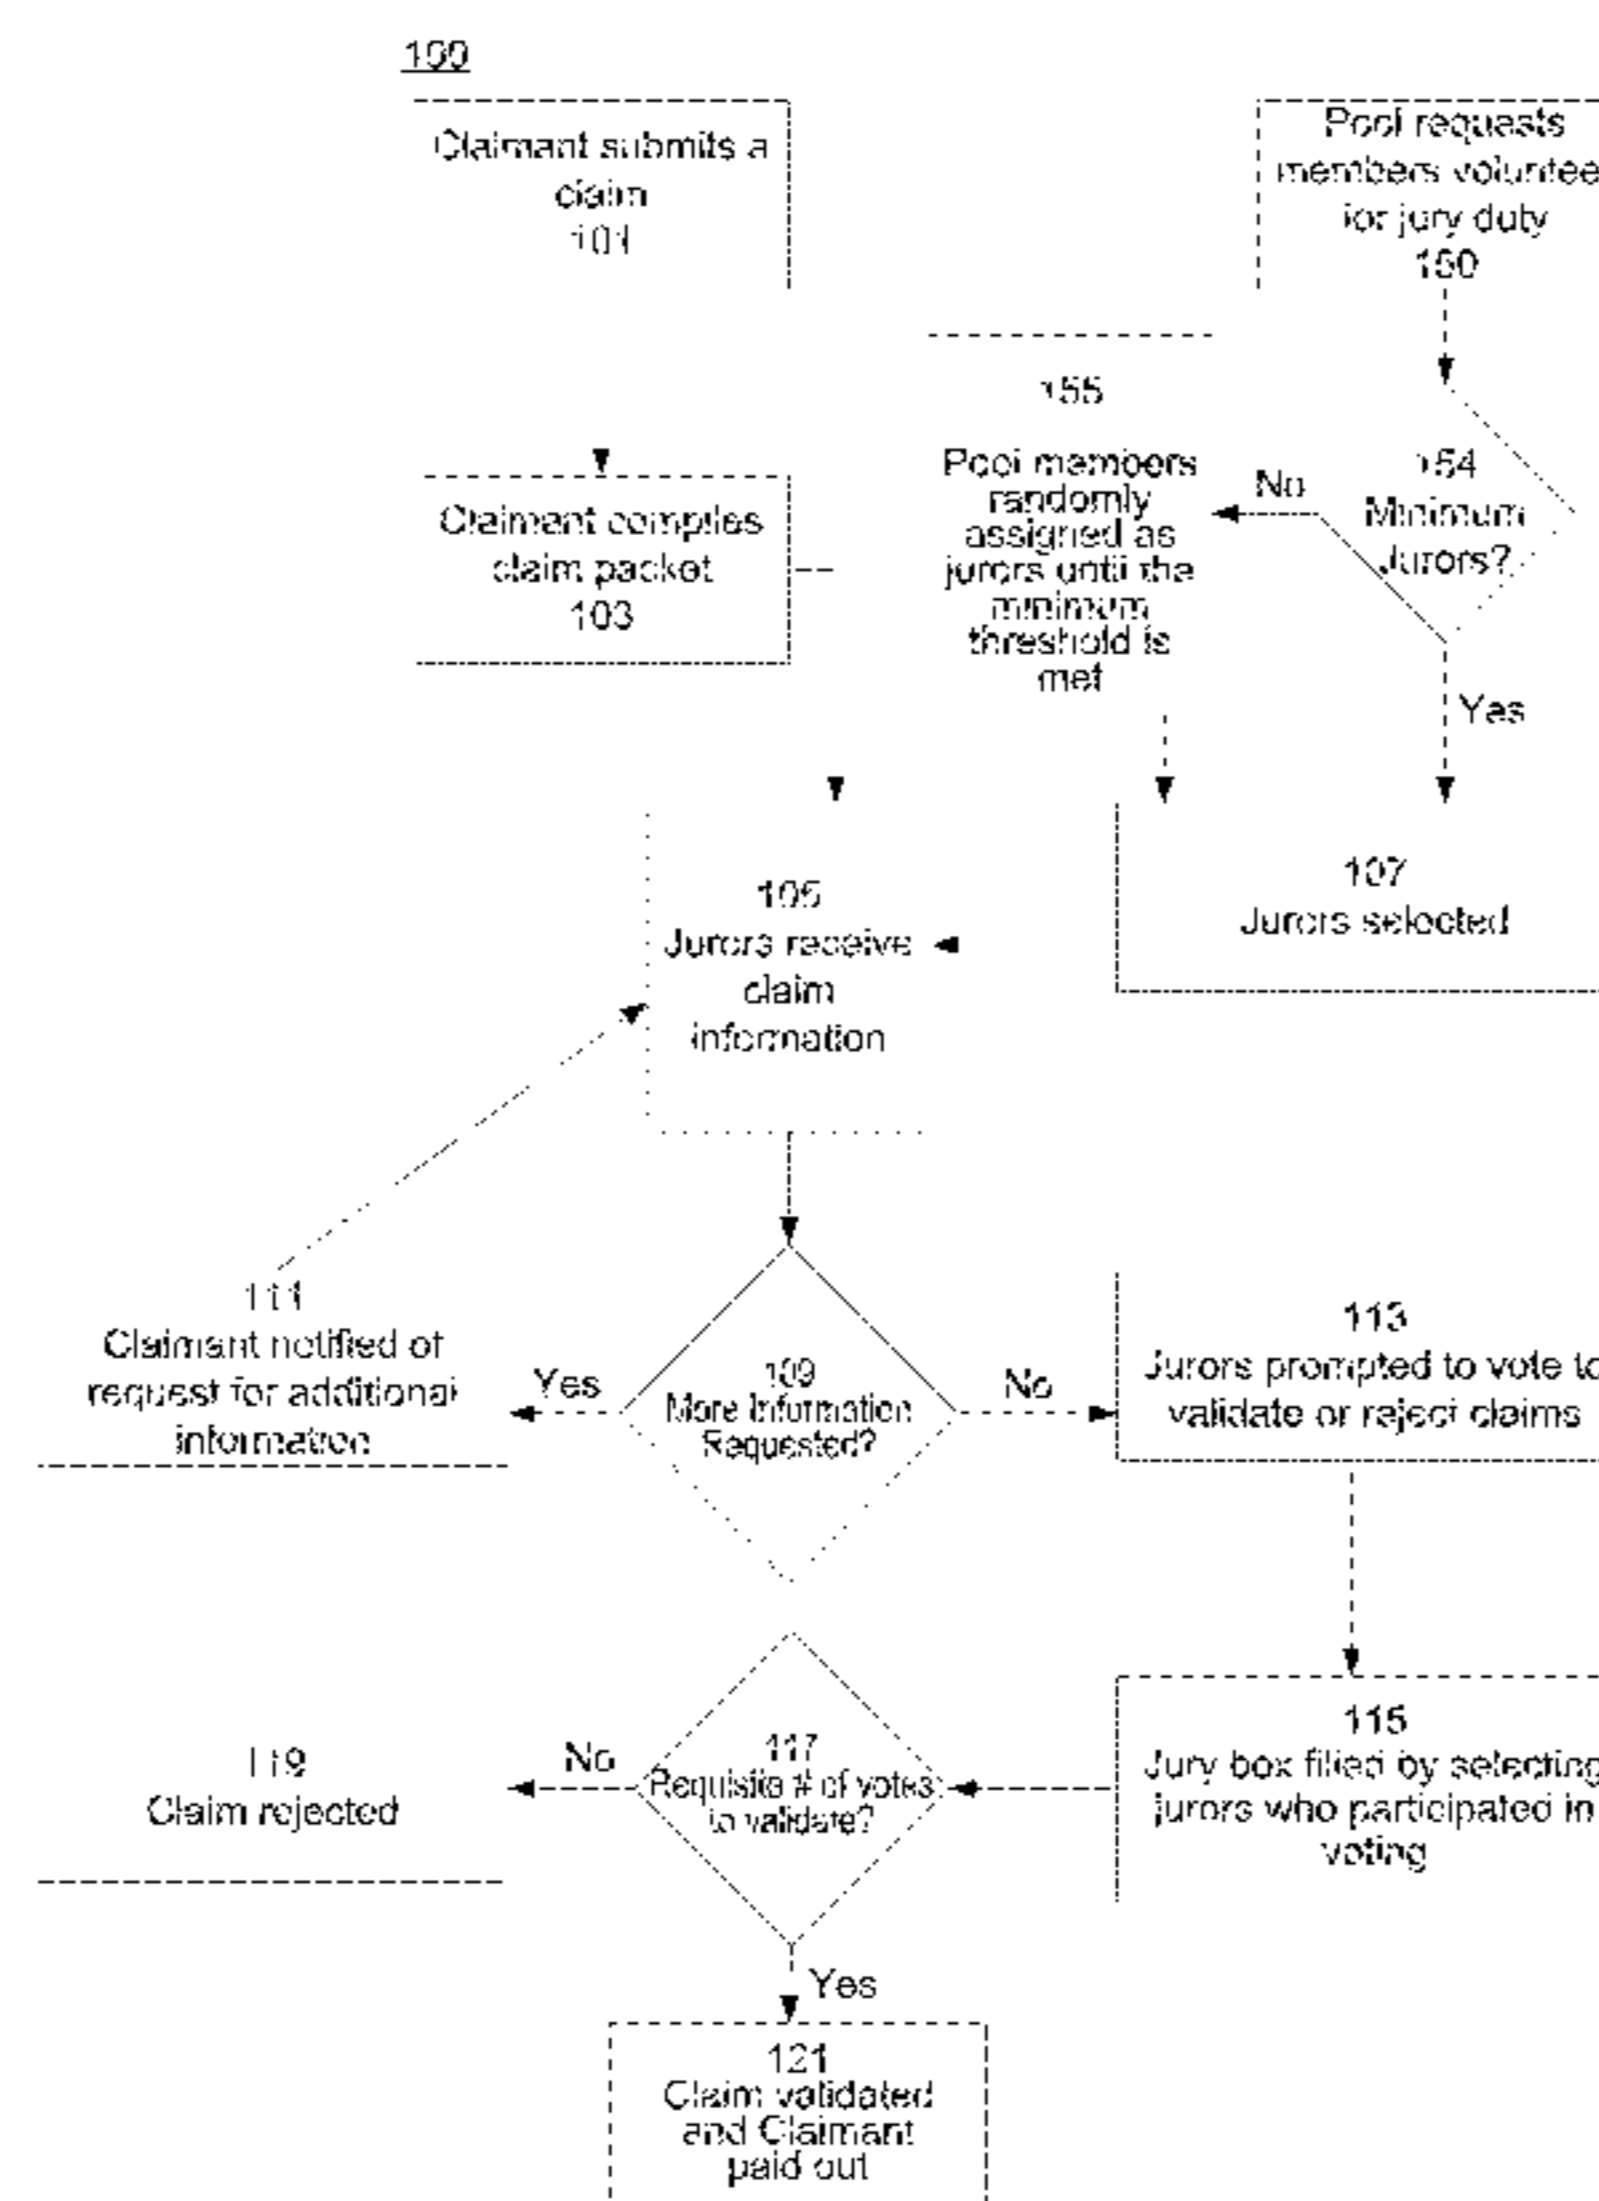 100
Claimant submits a
claim
101
Pool requests
members voluntee
for jury duty
150
155
Pool members
randomly
assigned as
jurors until the
minimum
threshold is
met
No
154
Minimum
Jurors?
Yes
Claimant compiles
claim packet
103
105
Jurors receive
claim
information
107
Jurors selected
111
Claimant notified of
request for additional
information
Yes
109
More Information
Requested?
No
113
Jurors prompted to vote to
validate or reject claims
119
Claim rejected
No
117
Requisite # of votes
to validate?
115
Jury box filled by selecting
jurors who participated in
voting
Yes
121
Claim validated
and Claimant
paid out